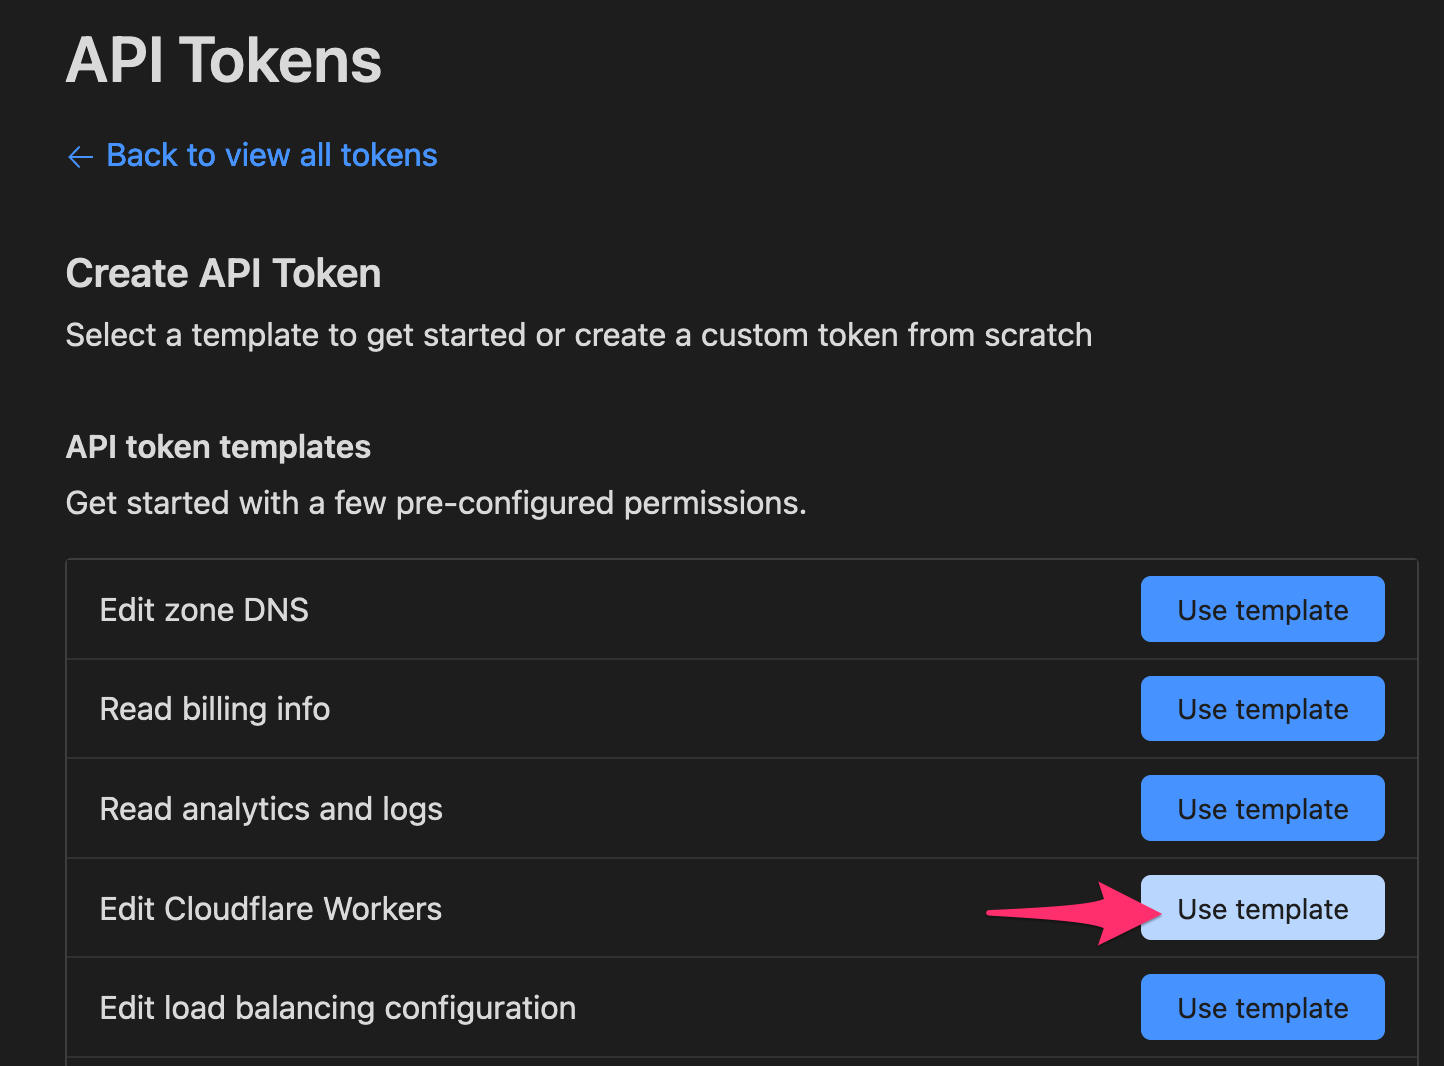 API Tokens
← Back to view all tokens
Create API Token
Select a template to get started or create a custom token from scratch
API token templates
Get started with a few pre-configured permissions.
Edit zone DNS Use template
Read billing info Use template
Read analytics and logs Use template
Edit Cloudflare Workers Use template
Edit load balancing configuration Use template